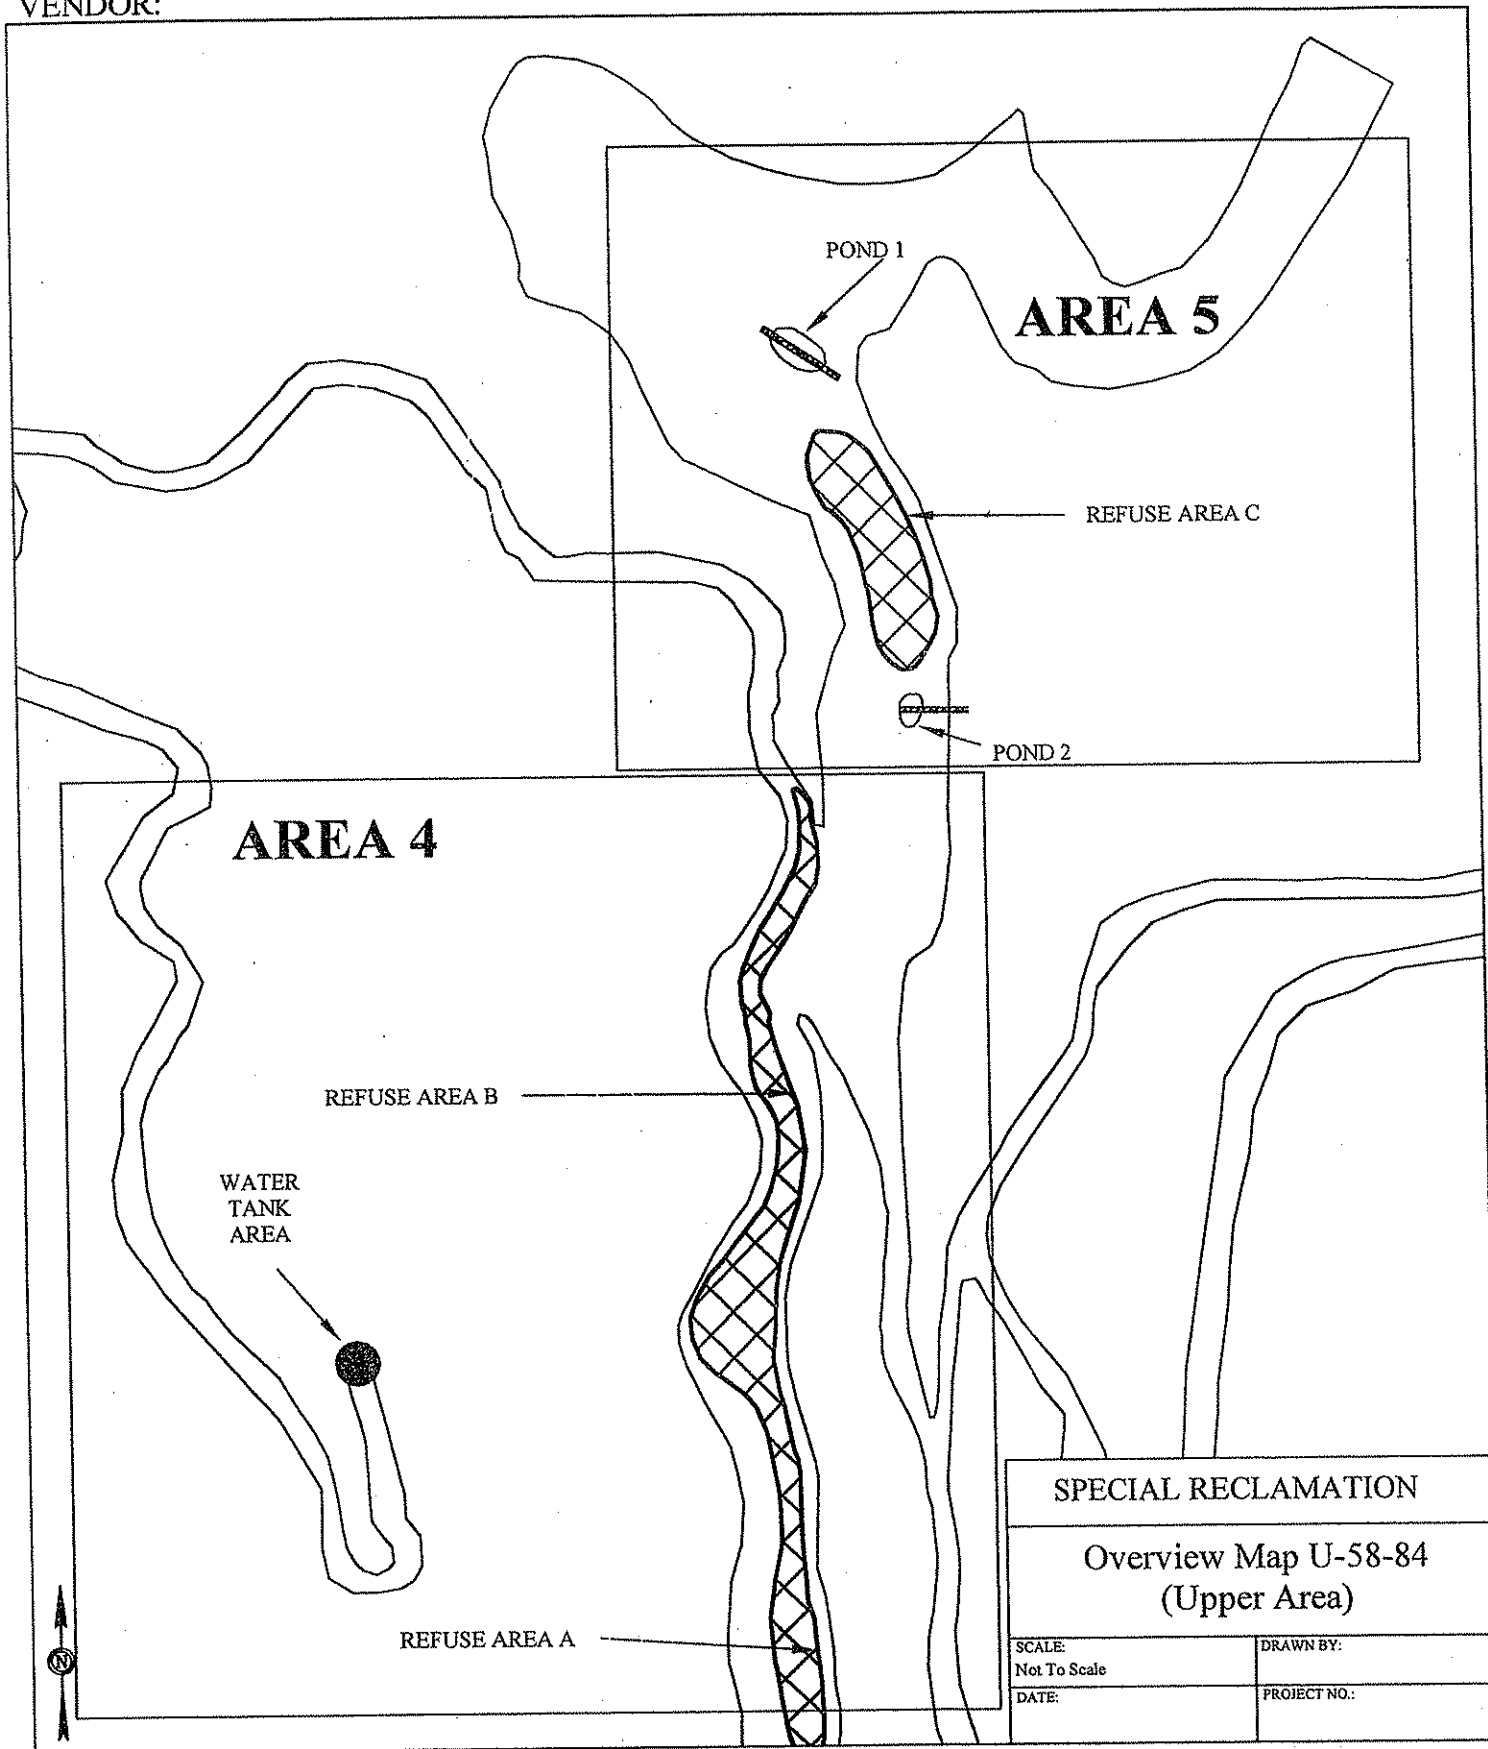 VENDOR:
POND 1
AREA 5
REFUSE AREA C
POND 2
AREA 4
REFUSE AREA B
WATER
TANK
AREA
REFUSE AREA A
N
SPECIAL RECLAMATION
Overview Map U-58-84
(Upper Area)
SCALE:
Not To Scale
DRAWN BY:
DATE:
PROJECT NO.: